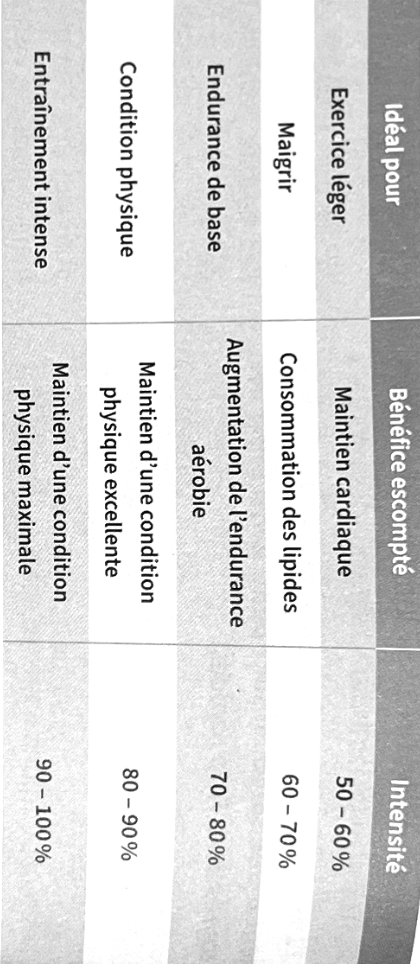 Idéal pour
Bénéfice escompté
Intensité
Exercice léger
Maintien cardiaque
50 – 60 %
Maigrir
Consommation des lipides
60 – 70 %
Endurance de base
Augmentation de l'endurance
aérobie
70 – 80 %
Condition physique
Maintien d'une condition
physique excellente
80 – 90 %
Entraînement intense
Maintien d'une condition
physique maximale
90 – 100 %